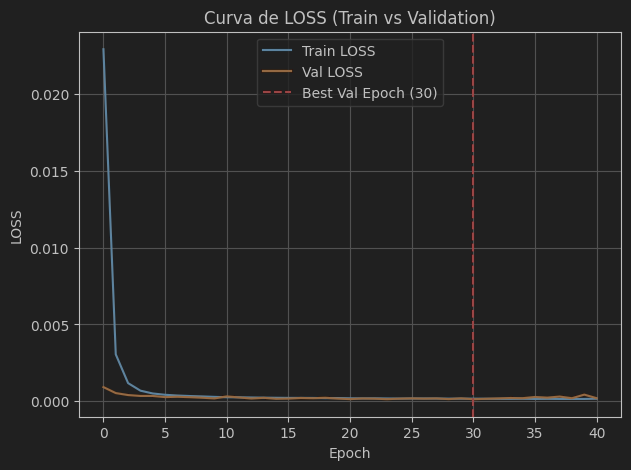 Curva de LOSS (Train vs Validation)
Train LOSS
Val LOSS
Best Val Epoch (30)
LOSS
0.020
0.015
0.010
0.005
0.000
0 5 10 15 20 25 30 35 40
Epoch